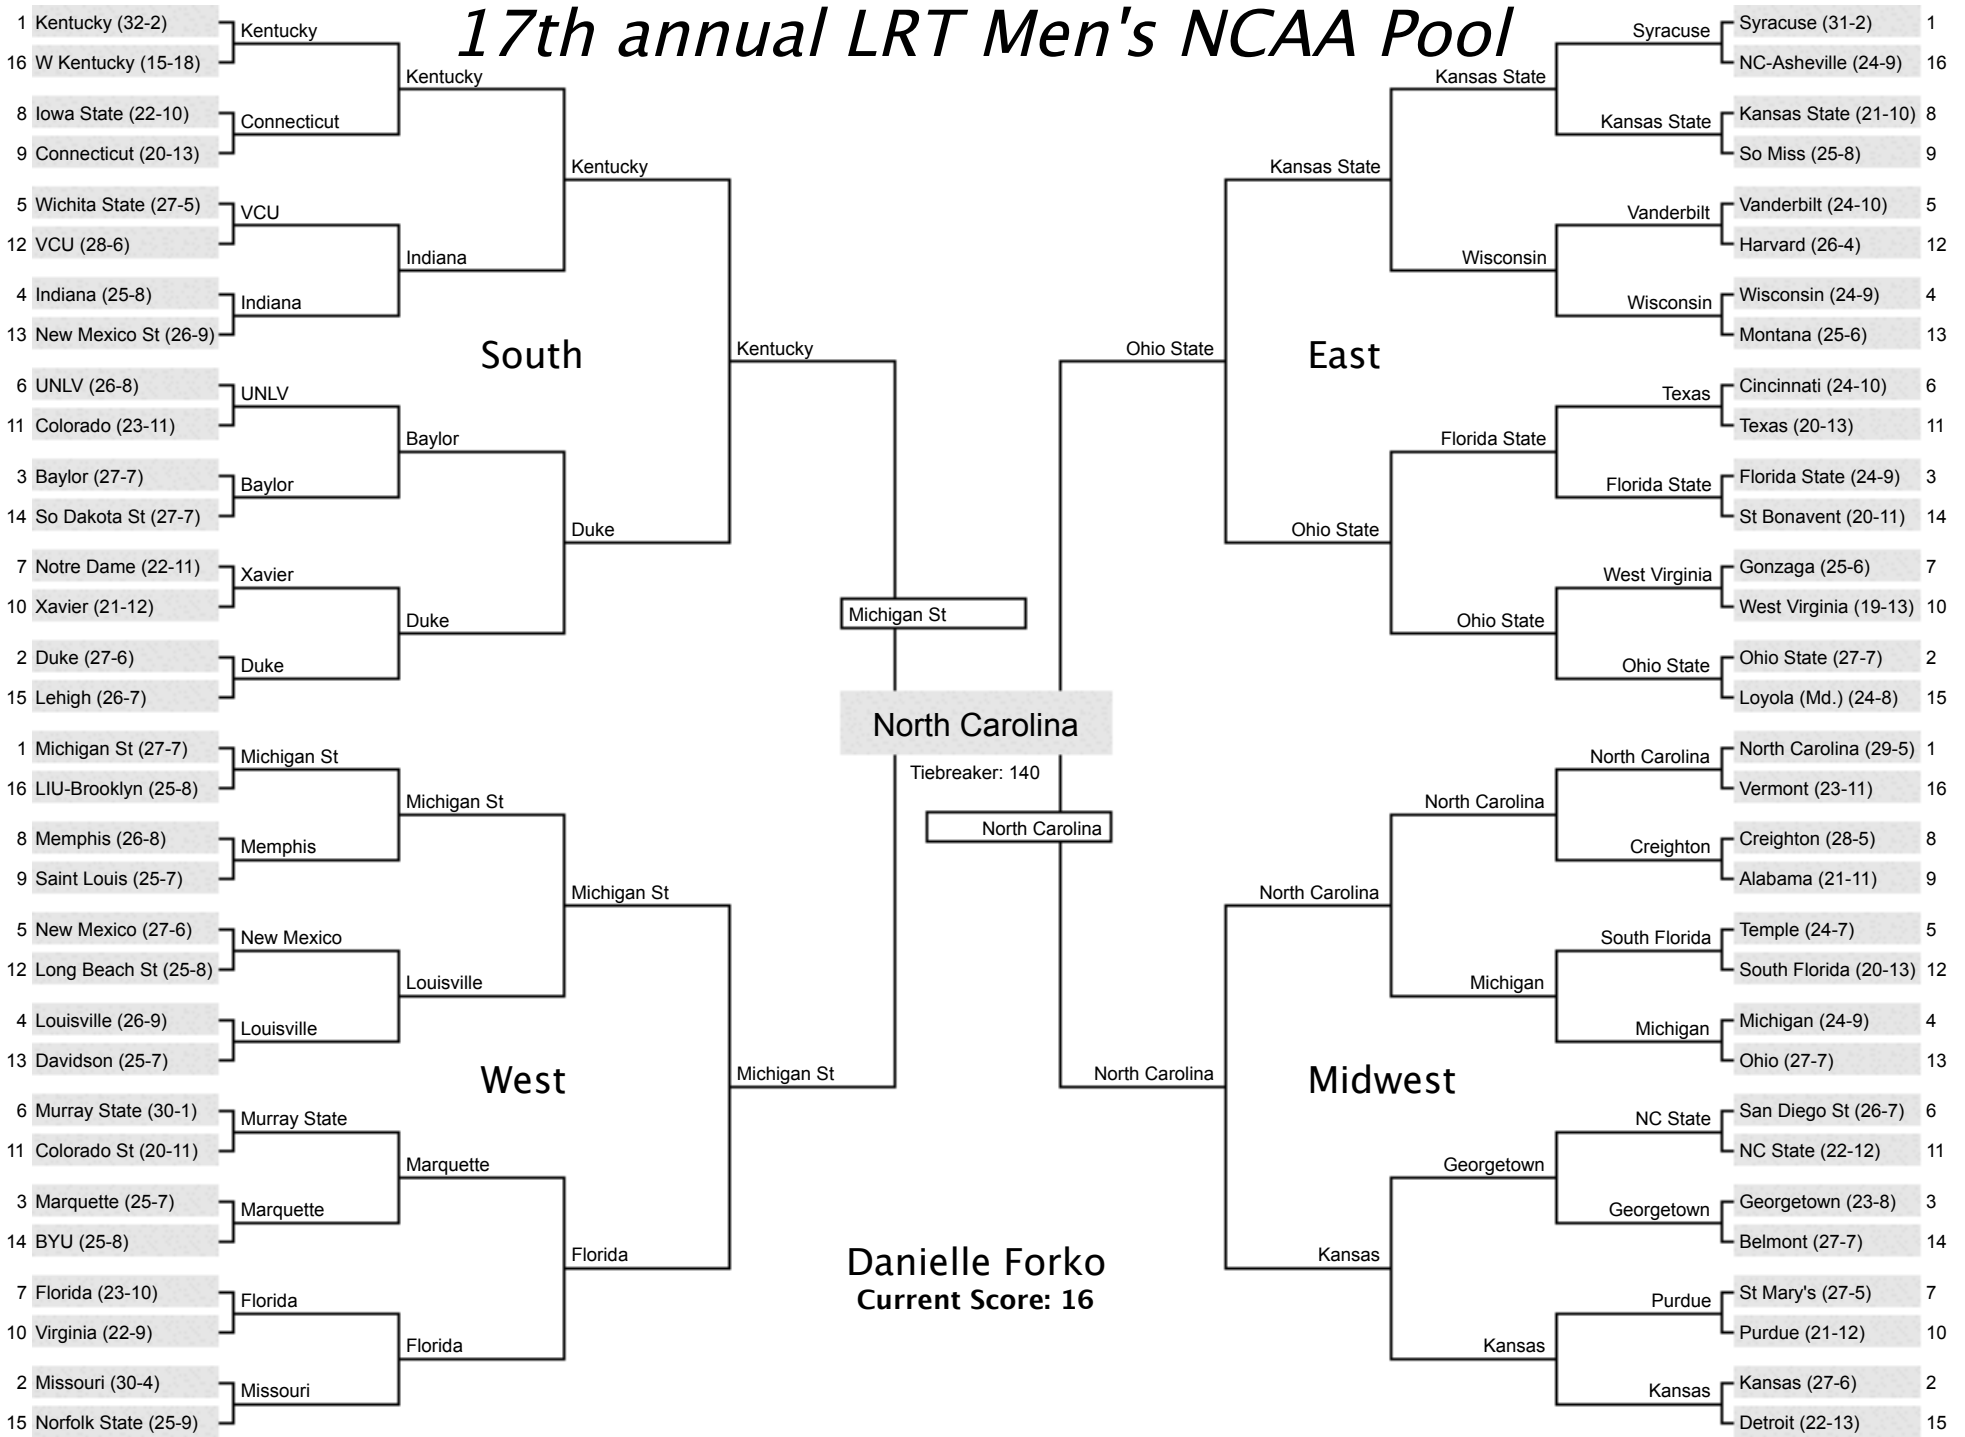 17th annual LRT Men's NCAA Pool
1 Kentucky (32-2)
16 W Kentucky (15-18)
8 Iowa State (22-10)
9 Connecticut (20-13)
5 Wichita State (27-5)
12 VCU (28-6)
4 Indiana (25-8)
13 New Mexico St (26-9)
6 UNLV (26-8)
11 Colorado (23-11)
3 Baylor (27-7)
14 So Dakota St (27-7)
7 Notre Dame (22-11)
10 Xavier (21-12)
2 Duke (27-6)
15 Lehigh (26-7)
Kentucky
Connecticut
VCU
Indiana
UNLV
Baylor
Xavier
Duke
Kentucky
Indiana
Baylor
Duke
Kentucky
Duke
Kentucky
South
1 Michigan St (27-7)
16 LIU-Brooklyn (25-8)
8 Memphis (26-8)
9 Saint Louis (25-7)
5 New Mexico (27-6)
12 Long Beach St (25-8)
4 Louisville (26-9)
13 Davidson (25-7)
6 Murray State (30-1)
11 Colorado St (20-11)
3 Marquette (25-7)
14 BYU (25-8)
7 Florida (23-10)
10 Virginia (22-9)
2 Missouri (30-4)
15 Norfolk State (25-9)
Michigan St
Memphis
New Mexico
Louisville
Murray State
Marquette
Florida
Missouri
Michigan St
Louisville
Marquette
Florida
Michigan St
Florida
Michigan St
West
Michigan St
North Carolina
Tiebreaker: 140
North Carolina
Danielle Forko
Current Score: 16
Syracuse (31-2) 1
NC-Asheville (24-9) 16
Kansas State (21-10) 8
So Miss (25-8) 9
Vanderbilt (24-10) 5
Harvard (26-4) 12
Wisconsin (24-9) 4
Montana (25-6) 13
Cincinnati (24-10) 6
Texas (20-13) 11
Florida State (24-9) 3
St Bonavent (20-11) 14
Gonzaga (25-6) 7
West Virginia (19-13) 10
Ohio State (27-7) 2
Loyola (Md.) (24-8) 15
Syracuse
Kansas State
Vanderbilt
Wisconsin
Texas
Florida State
West Virginia
Ohio State
Kansas State
Wisconsin
Florida State
Ohio State
Kansas State
Ohio State
Ohio State
East
North Carolina (29-5) 1
Vermont (23-11) 16
Creighton (28-5) 8
Alabama (21-11) 9
Temple (24-7) 5
South Florida (20-13) 12
Michigan (24-9) 4
Ohio (27-7) 13
San Diego St (26-7) 6
NC State (22-12) 11
Georgetown (23-8) 3
Belmont (27-7) 14
St Mary's (27-5) 7
Purdue (21-12) 10
Kansas (27-6) 2
Detroit (22-13) 15
North Carolina
Creighton
South Florida
Michigan
NC State
Georgetown
Purdue
Kansas
North Carolina
Michigan
Georgetown
Kansas
North Carolina
Kansas
North Carolina
Midwest